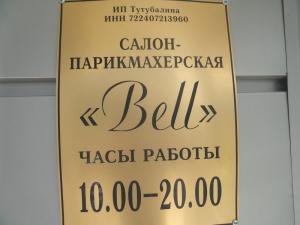 ИП Тутубалина
ИНН 722407213960
САЛОН-
ПАРИКМАХЕРСКАЯ
«Bell»
ЧАСЫ РАБОТЫ
10.00–20.00